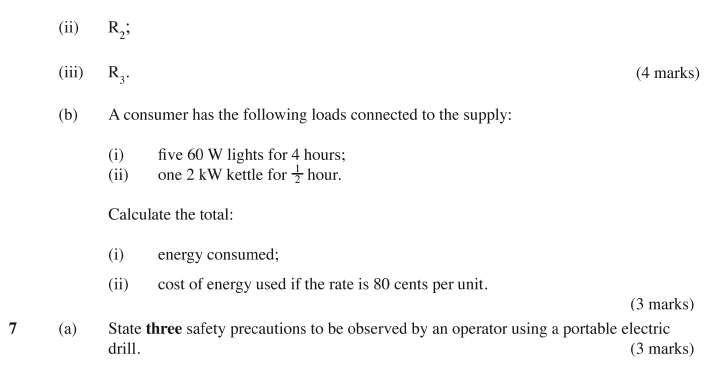 (ii) R₂;
(iii) R₃. (4 marks)
(b) A consumer has the following loads connected to the supply:
(i) five 60 W lights for 4 hours;
(ii) one 2 kW kettle for ½ hour.
Calculate the total:
(i) energy consumed;
(ii) cost of energy used if the rate is 80 cents per unit.
(3 marks)
7 (a) State three safety precautions to be observed by an operator using a portable electric
drill. (3 marks)